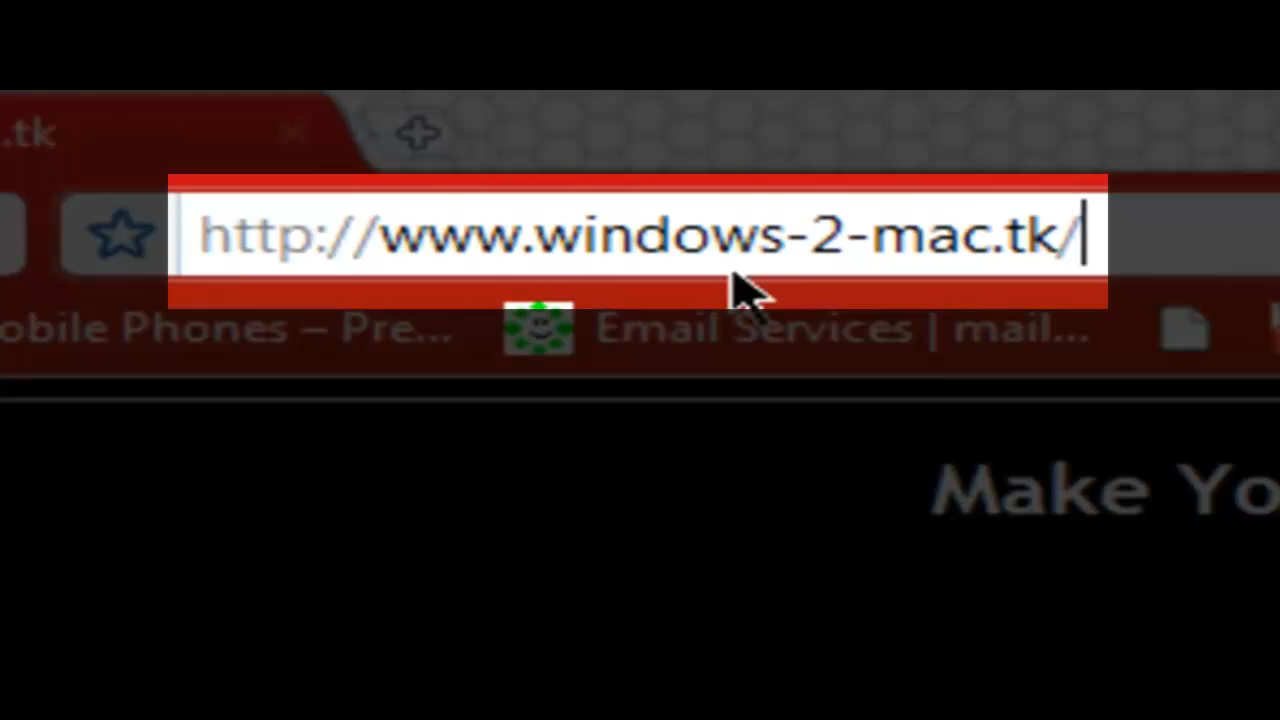 .tk
http://www.windows-2-mac.tk/
obile Phones – Pre...
Email Services | mail...
Make Yo